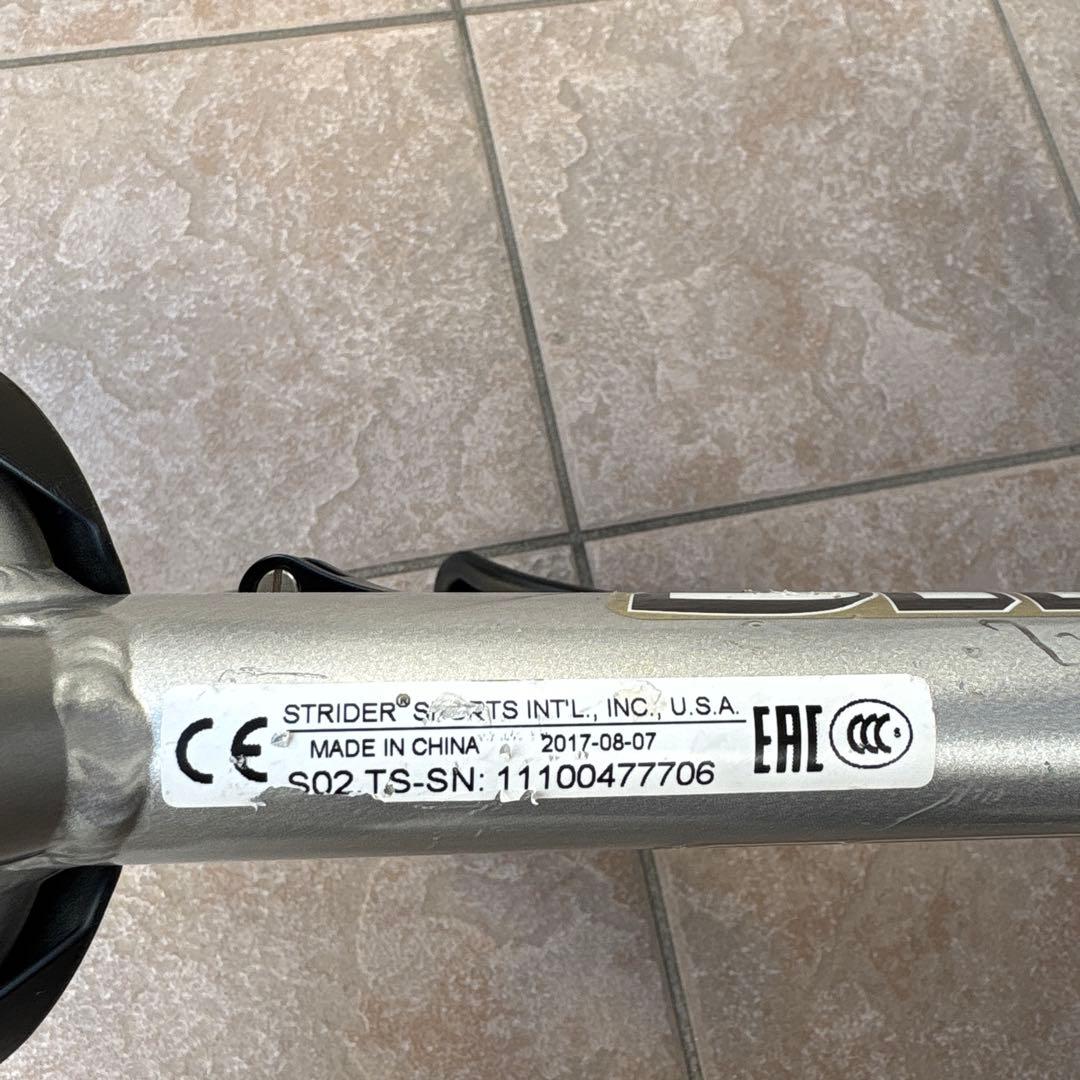 STRIDER® SPORTS INT'L., INC., U.S.A.
MADE IN CHINA 2017-08-07
S02.TS-SN: 11100477706
CE
EAC
CCC S